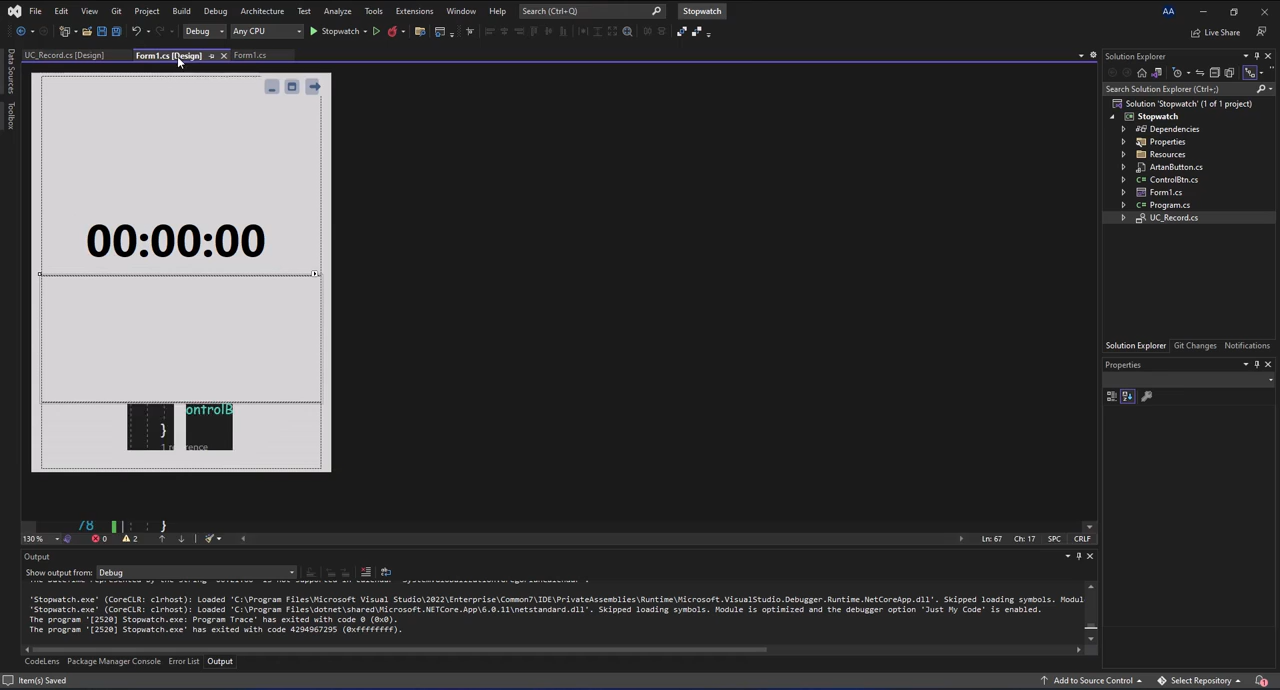 File Edit View Git Project Build Debug Architecture Test Analyze Tools Extensions Window Help Search (Ctrl+Q) Stopwatch AA
Debug Any CPU Stopwatch Live Share
UC_Record.cs [Design] Form1.cs [Design] Form1.cs
Data Sources
Toolbox
00:00:00
}
ontrolB
1 reference
78 }
130 % 0 2 Ln: 67 Ch: 17 SPC CRLF
Output
Show output from: Debug
'Stopwatch.exe' (CoreCLR: clrhost): Loaded 'C:\Program Files\Microsoft Visual Studio\2022\Enterprise\Common7\IDE\PrivateAssemblies\Runtime\Microsoft.VisualStudio.Debugger.Runtime.NetCoreApp.dll'. Skipped loading symbols. Modul
'Stopwatch.exe' (CoreCLR: clrhost): Loaded 'C:\Program Files\dotnet\shared\Microsoft.NETCore.App\6.0.11\netstandard.dll'. Skipped loading symbols. Module is optimized and the debugger option 'Just My Code' is enabled.
The program '[2520] Stopwatch.exe: Program Trace' has exited with code 0 (0x0).
The program '[2520] Stopwatch.exe' has exited with code 4294967295 (0xffffffff).
CodeLens Package Manager Console Error List Output
Solution Explorer
Search Solution Explorer (Ctrl+;)
Solution 'Stopwatch' (1 of 1 project)
Stopwatch
Dependencies
Properties
Resources
ArtanButton.cs
ControlBtn.cs
Form1.cs
Program.cs
UC_Record.cs
Solution Explorer Git Changes Notifications
Properties
Item(s) Saved Add to Source Control Select Repository 1